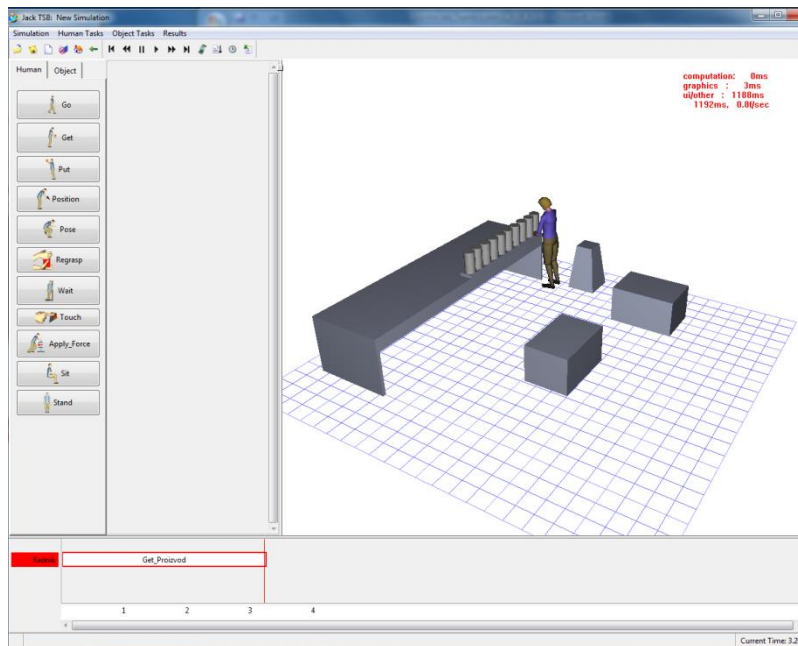 Jack TSB: New Simulation
Simulation Human Tasks Object Tasks Results
Human Object
Go
Get
Put
Position
Pose
Regrasp
Wait
Touch
Apply_Force
Sit
Stand
computation: 0ms
graphics : 3ms
ui/other : 1188ms
1192ms, 0.8f/sec
Get_Proizvod
1 2 3 4
Current Time: 3.2